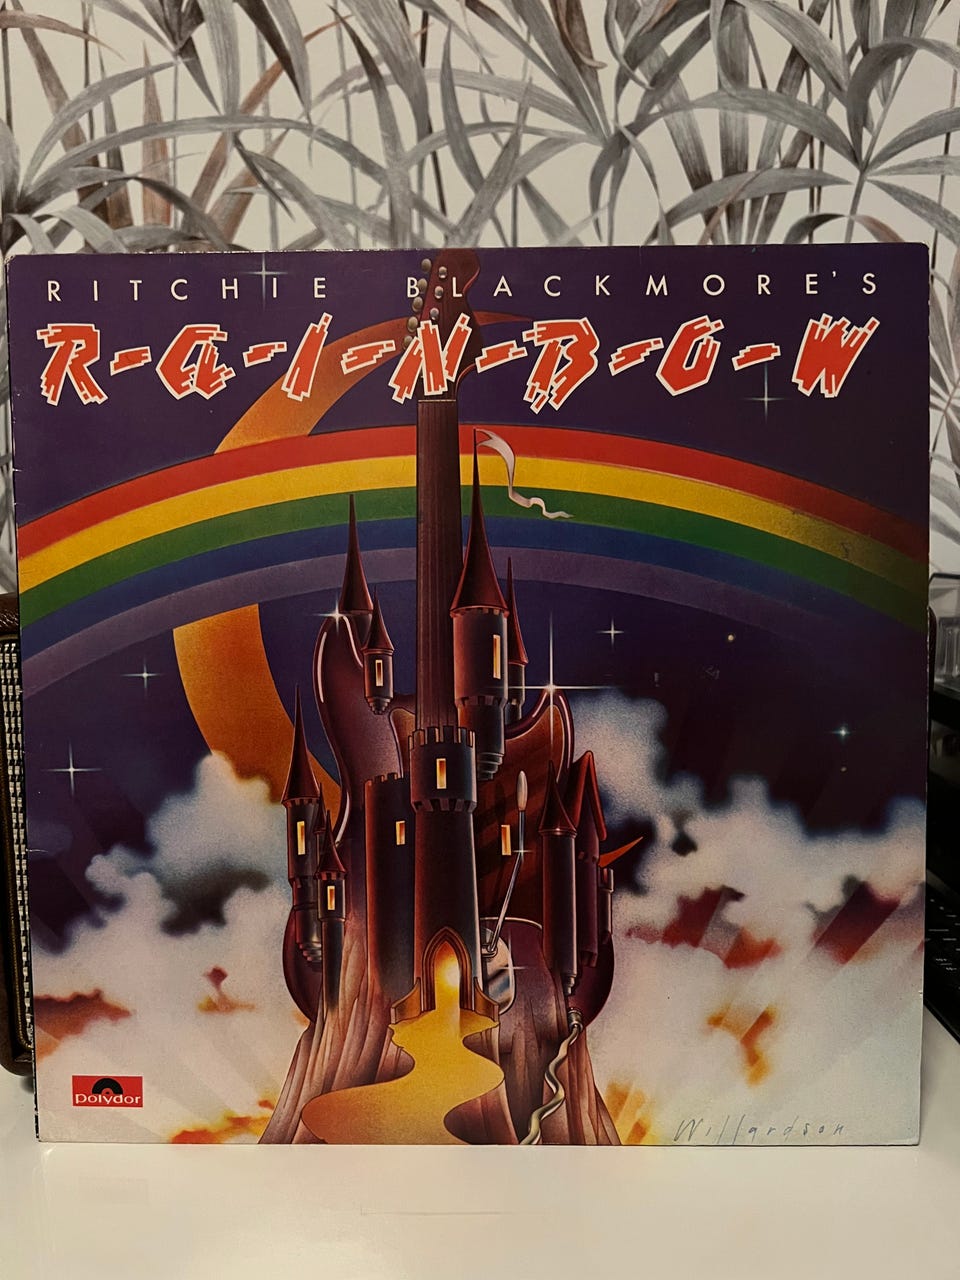 RITCHIE BLACKMORE'S
R-A-I-N-B-O-W
polydor
Willardson